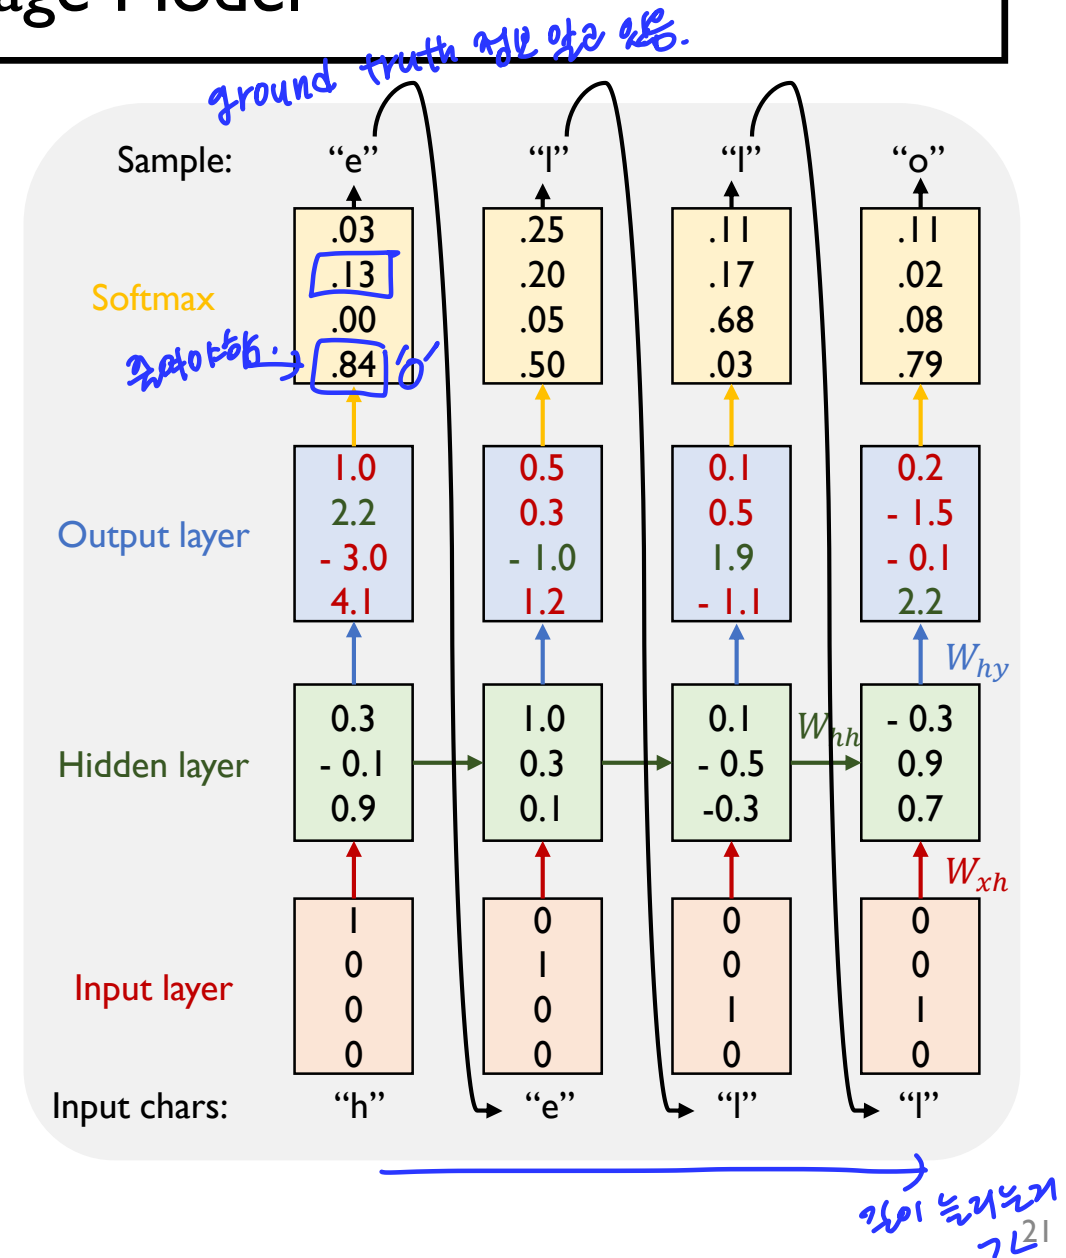 age Model
ground truth 정보 알고 있음.
Sample: “e” “l” “l” “o”
.03 .25 .11 .11
.13 .20 .17 .02
Softmax
.00 .05 .68 .08
줄여야함. .84 'o' .50 .03 .79
1.0 0.5 0.1 0.2
2.2 0.3 0.5 - 1.5
Output layer
- 3.0 - 1.0 1.9 - 0.1
4.1 1.2 - 1.1 2.2
W_hy
0.3 1.0 0.1 - 0.3
W_hh
Hidden layer - 0.1 0.3 - 0.5 0.9
0.9 0.1 -0.3 0.7
W_xh
1 0 0 0
0 1 0 0
Input layer
0 0 1 1
0 0 0 0
Input chars: “h” “e” “l” “l”
길이 늘리는거
21